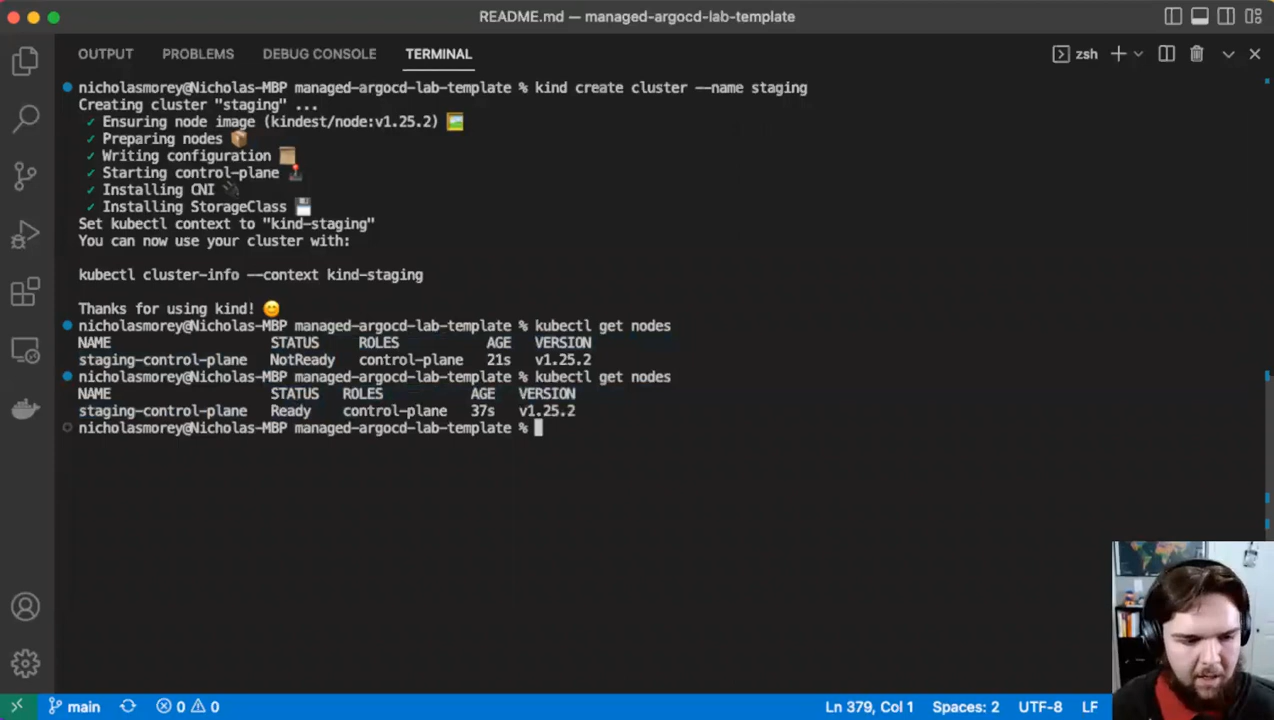 README.md — managed-argocd-lab-template
OUTPUT PROBLEMS DEBUG CONSOLE TERMINAL zsh
nicholasmorey@Nicholas-MBP managed-argocd-lab-template % kind create cluster --name staging
Creating cluster "staging" ...
✓ Ensuring node image (kindest/node:v1.25.2) 🖼
✓ Preparing nodes 📦
✓ Writing configuration 📜
✓ Starting control-plane 🕹️
✓ Installing CNI 🔌
✓ Installing StorageClass 💾
Set kubectl context to "kind-staging"
You can now use your cluster with:
kubectl cluster-info --context kind-staging
Thanks for using kind! 😊
nicholasmorey@Nicholas-MBP managed-argocd-lab-template % kubectl get nodes
NAME STATUS ROLES AGE VERSION
staging-control-plane NotReady control-plane 21s v1.25.2
nicholasmorey@Nicholas-MBP managed-argocd-lab-template % kubectl get nodes
NAME STATUS ROLES AGE VERSION
staging-control-plane Ready control-plane 37s v1.25.2
nicholasmorey@Nicholas-MBP managed-argocd-lab-template %
main 0 0 Ln 379, Col 1 Spaces: 2 UTF-8 LF